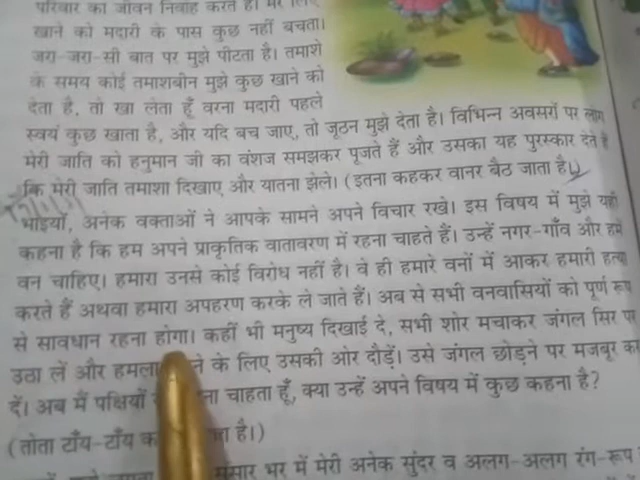 परिवार का जीवन निर्वाह करते हैं। मेरे लिए
खाने को मदारी के पास कुछ नहीं बचता।
जरा-जरा-सी बात पर मुझे पीटता है। तमाशे
के समय कोई तमाशबीन मुझे कुछ खाने को
देता है, तो खा लेता हूँ वरना मदारी पहले
स्वयं कुछ खाता है, और यदि बच जाए, तो जूठन मुझे देता है। विभिन्न अवसरों पर लोग
मेरी जाति को हनुमान जी का वंशज समझकर पूजते हैं और उसका यह पुरस्कार देते हैं
कि मेरी जाति तमाशा दिखाए और यातना झेले। (इतना कहकर वानर बैठ जाता है।)
भाइयों, अनेक वक्ताओं ने आपके सामने अपने विचार रखे। इस विषय में मुझे यही
कहना है कि हम अपने प्राकृतिक वातावरण में रहना चाहते हैं। उन्हें नगर-गाँव और हमें
वन चाहिए। हमारा उनसे कोई विरोध नहीं है। वे ही हमारे वनों में आकर हमारी हत्या
करते हैं अथवा हमारा अपहरण करके ले जाते हैं। अब से सभी वनवासियों को पूर्ण रूप
से सावधान रहना होगा। कहीं भी मनुष्य दिखाई दे, सभी शोर मचाकर जंगल सिर पर
उठा लें और हमला के लिए उसकी ओर दौड़ें। उसे जंगल छोड़ने पर मजबूर कर
दें। अब मैं पक्षियों चाहता हूँ, क्या उन्हें अपने विषय में कुछ कहना है?
(तोता टाँय-टाँय है।)
संसार भर में मेरी अनेक सुंदर व अलग-अलग रंग-रूप